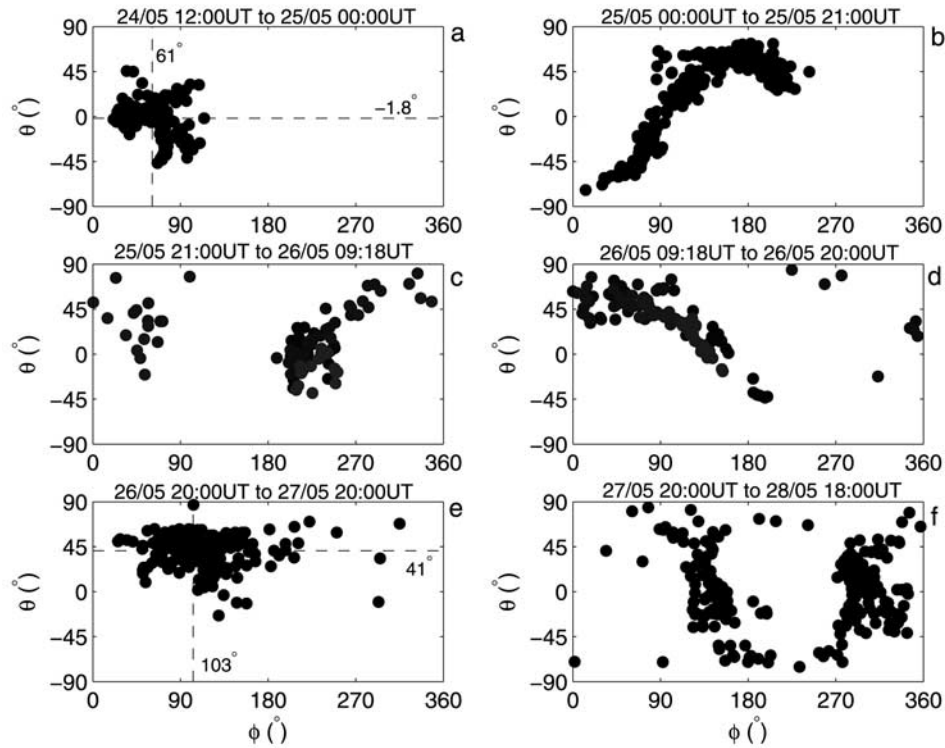 24/05 12:00UT to 25/05 00:00UT
a
90
45
0
−45
−90
θ (°)
61°
−1.8°
0 90 180 270 360
25/05 00:00UT to 25/05 21:00UT
b
90
45
0
−45
−90
θ (°)
0 90 180 270 360
25/05 21:00UT to 26/05 09:18UT
c
90
45
0
−45
−90
θ (°)
0 90 180 270 360
26/05 09:18UT to 26/05 20:00UT
d
90
45
0
−45
−90
θ (°)
0 90 180 270 360
26/05 20:00UT to 27/05 20:00UT
e
90
45
0
−45
−90
θ (°)
41°
103°
0 90 180 270 360
ϕ (°)
27/05 20:00UT to 28/05 18:00UT
f
90
45
0
−45
−90
θ (°)
0 90 180 270 360
ϕ (°)